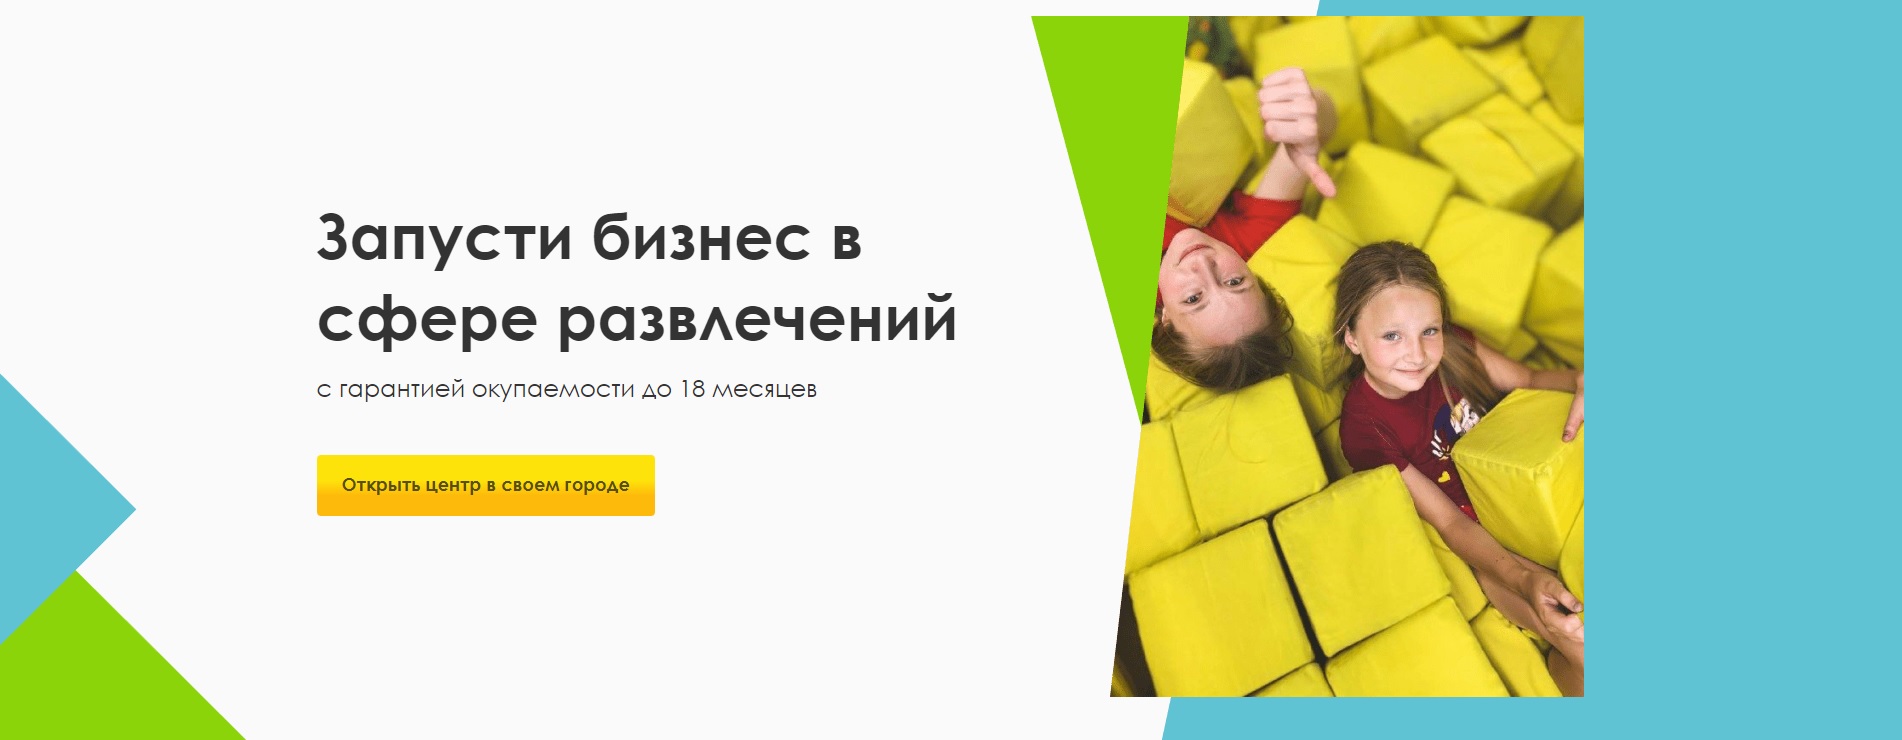 Запусти бизнес в
сфере развлечений
с гарантией окупаемости до 18 месяцев
Открыть центр в своем городе